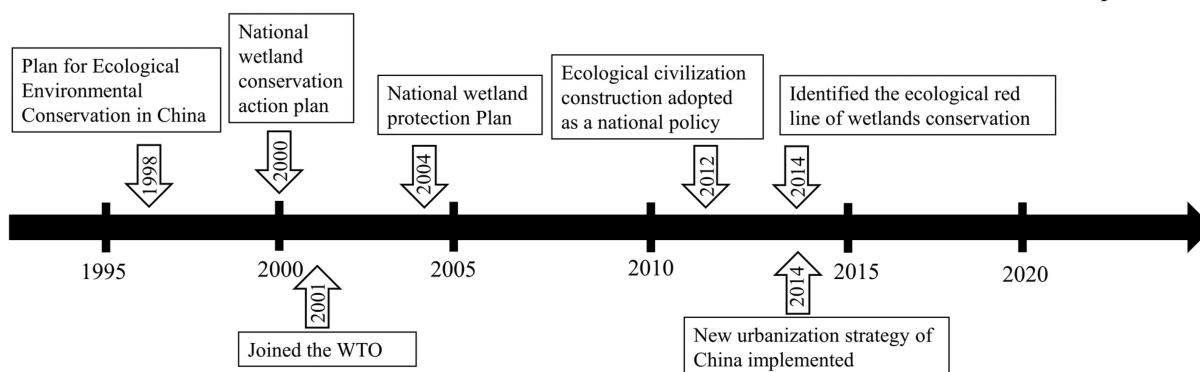 Plan for Ecological
Environmental
Conservation in China
National
wetland
conservation
action plan
National wetland
protection Plan
Ecological civilization
construction adopted
as a national policy
Identified the ecological red
line of wetlands conservation
1998
2000
2004
2012
2014
1995
2000
2005
2010
2015
2020
2001
2014
Joined the WTO
New urbanization strategy of
China implemented